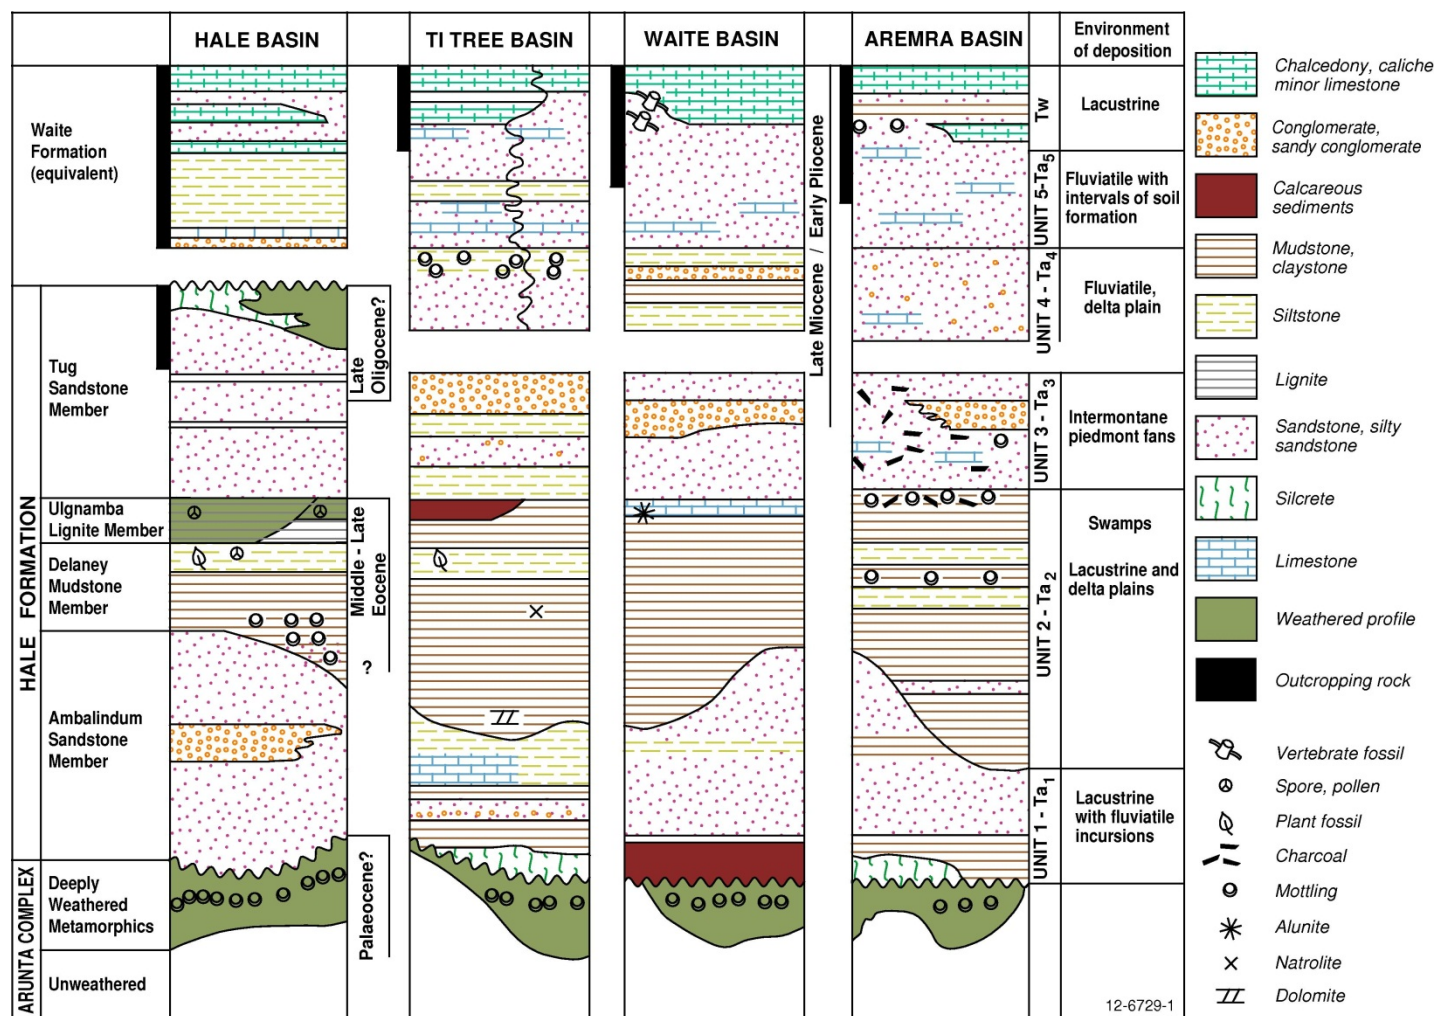 HALE BASIN
TI TREE BASIN
WAITE BASIN
AREMRA BASIN
Environment
of deposition
Waite
Formation
(equivalent)
HALE FORMATION
Tug
Sandstone
Member
Ulgnamba
Lignite Member
Delaney
Mudstone
Member
Ambalindum
Sandstone
Member
ARUNTA COMPLEX
Deeply
Weathered
Metamorphics
Unweathered
Late
Oligocene?
Middle - Late
Eocene
?
Palaeocene?
Late Miocene / Early Pliocene
Tw
UNIT 5-Ta5
UNIT 4 - Ta4
UNIT 3 - Ta3
UNIT 2 - Ta2
UNIT 1 - Ta1
Lacustrine
Fluviatile with
intervals of soil
formation
Fluviatile,
delta plain
Intermontane
piedmont fans
Swamps
Lacustrine and
delta plains
Lacustrine
with fluviatile
incursions
12-6729-1
Chalcedony, caliche
minor limestone
Conglomerate,
sandy conglomerate
Calcareous
sediments
Mudstone,
claystone
Siltstone
Lignite
Sandstone, silty
sandstone
Silcrete
Limestone
Weathered profile
Outcropping rock
Vertebrate fossil
Spore, pollen
Plant fossil
Charcoal
Mottling
Alunite
Natrolite
Dolomite